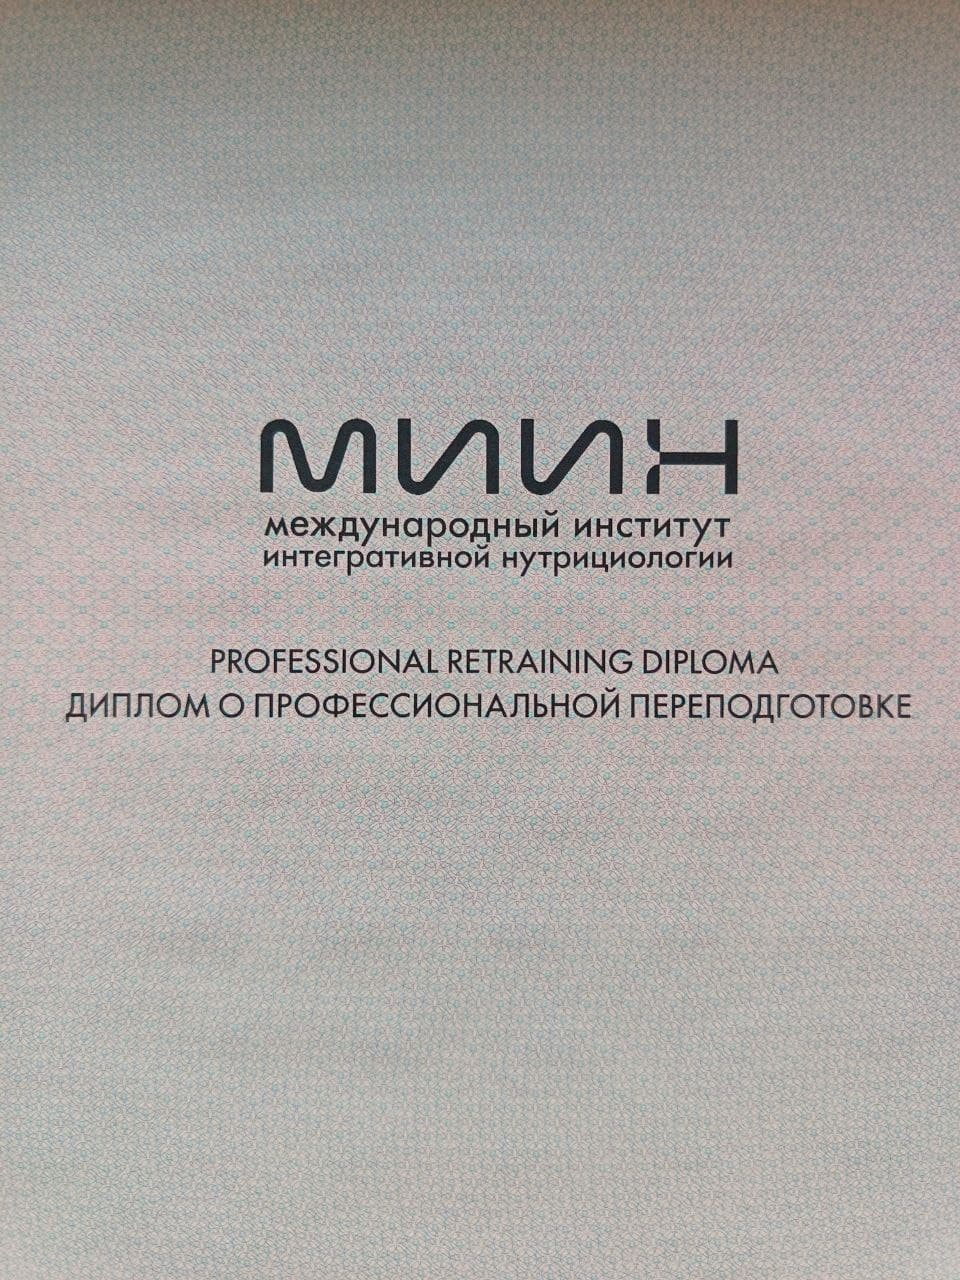 МИИН
международный институт
интегративной нутрициологии
PROFESSIONAL RETRAINING DIPLOMA
ДИПЛОМ О ПРОФЕССИОНАЛЬНОЙ ПЕРЕПОДГОТОВКЕ